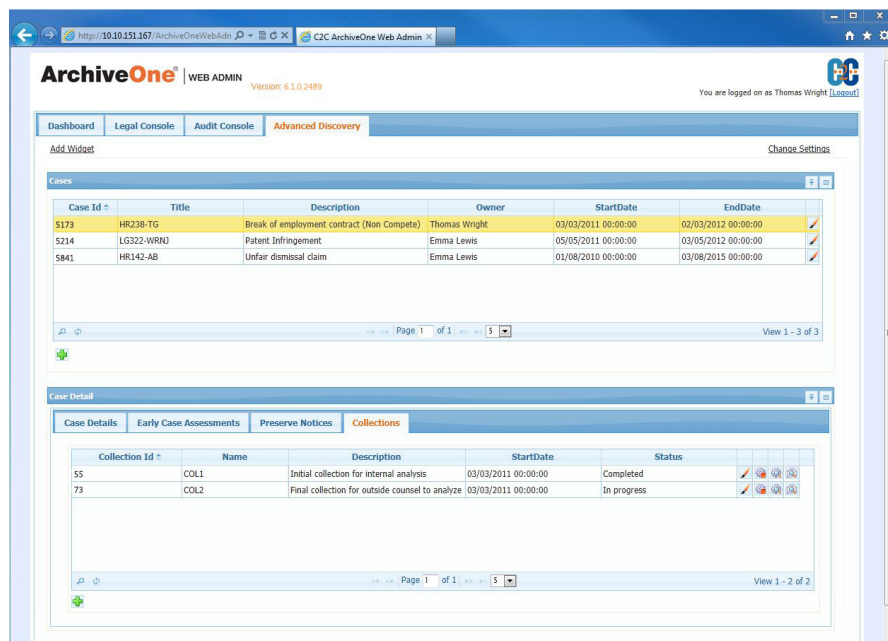 http://10.10.151.167/ArchiveOneWebAdn
C2C ArchiveOne Web Admin
ArchiveOne® | WEB ADMIN
Version: 6.1.0.2489
C2C
You are logged on as Thomas Wright [Logout]
Dashboard Legal Console Audit Console Advanced Discovery
Add Widget Change Settings
Cases
Case Id Title Description Owner StartDate EndDate
5173 HR238-TG Break of employment contract (Non Compete) Thomas Wright 03/03/2011 00:00:00 02/03/2012 00:00:00
5214 LG322-WRNJ Patent Infringement Emma Lewis 05/05/2011 00:00:00 03/05/2012 00:00:00
5841 HR142-AB Unfair dismissal claim Emma Lewis 01/08/2010 00:00:00 03/08/2015 00:00:00
Page 1 of 1 5 View 1 - 3 of 3
Case Detail
Case Details Early Case Assessments Preserve Notices Collections
Collection Id Name Description StartDate Status
55 COL1 Initial collection for internal analysis 03/03/2011 00:00:00 Completed
73 COL2 Final collection for outside counsel to analyze 03/03/2011 00:00:00 In progress
Page 1 of 1 5 View 1 - 2 of 2